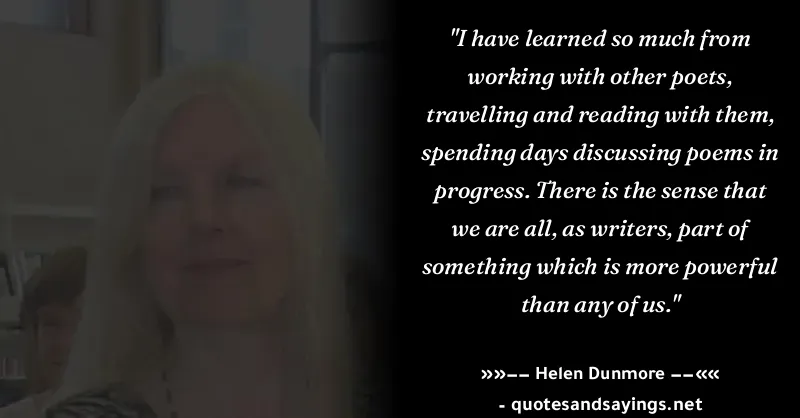 "I have learned so much from
working with other poets,
travelling and reading with them,
spending days discussing poems in
progress. There is the sense that
we are all, as writers, part of
something which is more powerful
than any of us."
»»–– Helen Dunmore ––««
- quotesandsayings.net